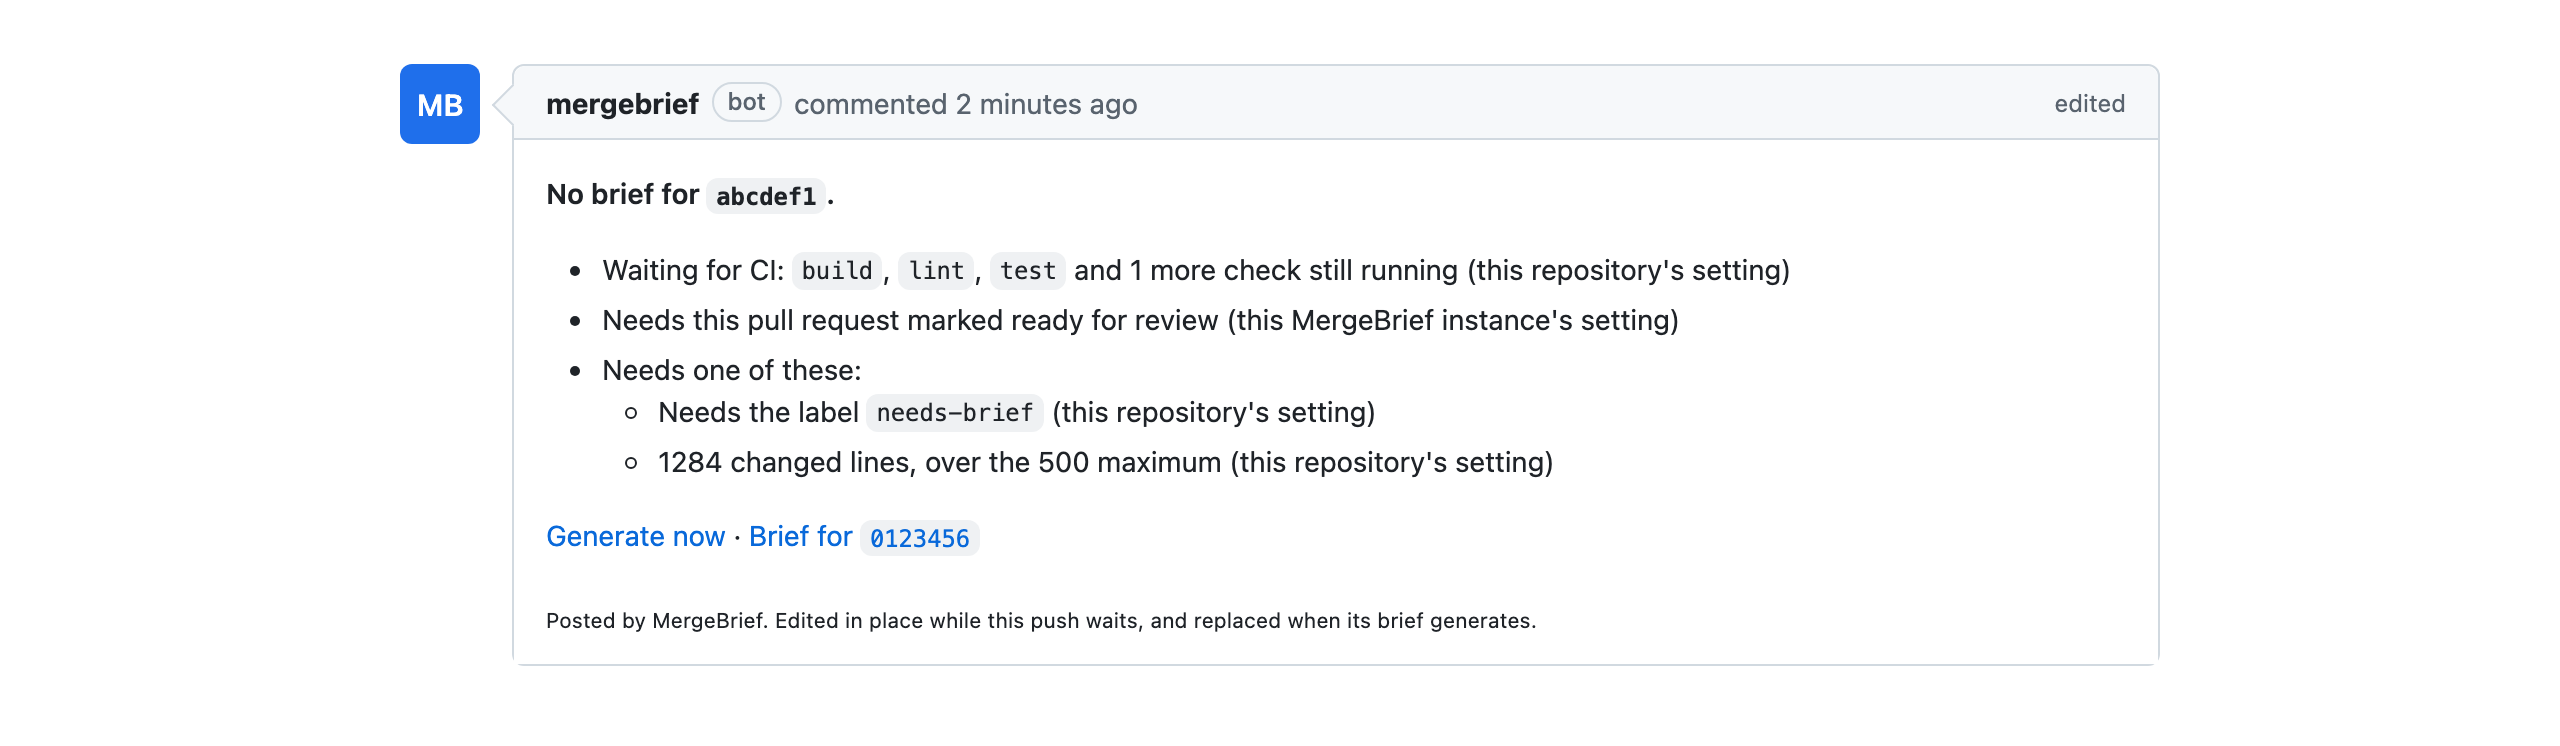 MB
mergebrief bot commented 2 minutes ago edited
No brief for abcdef1.
• Waiting for CI: build, lint, test and 1 more check still running (this repository's setting)
• Needs this pull request marked ready for review (this MergeBrief instance's setting)
• Needs one of these:
○ Needs the label needs-brief (this repository's setting)
○ 1284 changed lines, over the 500 maximum (this repository's setting)
Generate now · Brief for 0123456
Posted by MergeBrief. Edited in place while this push waits, and replaced when its brief generates.